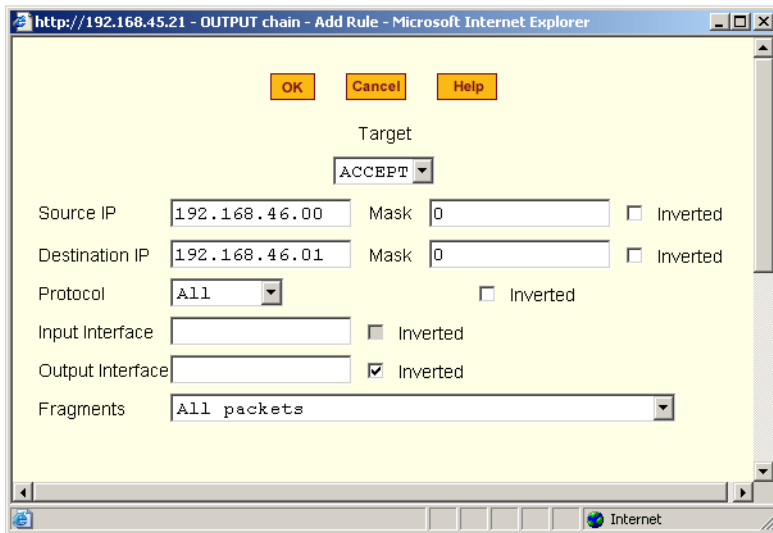 http://192.168.45.21 - OUTPUT chain - Add Rule - Microsoft Internet Explorer
OK Cancel Help
Target
ACCEPT
Source IP 192.168.46.00 Mask 0 Inverted
Destination IP 192.168.46.01 Mask 0 Inverted
Protocol All Inverted
Input Interface Inverted
Output Interface Inverted
Fragments All packets
Internet